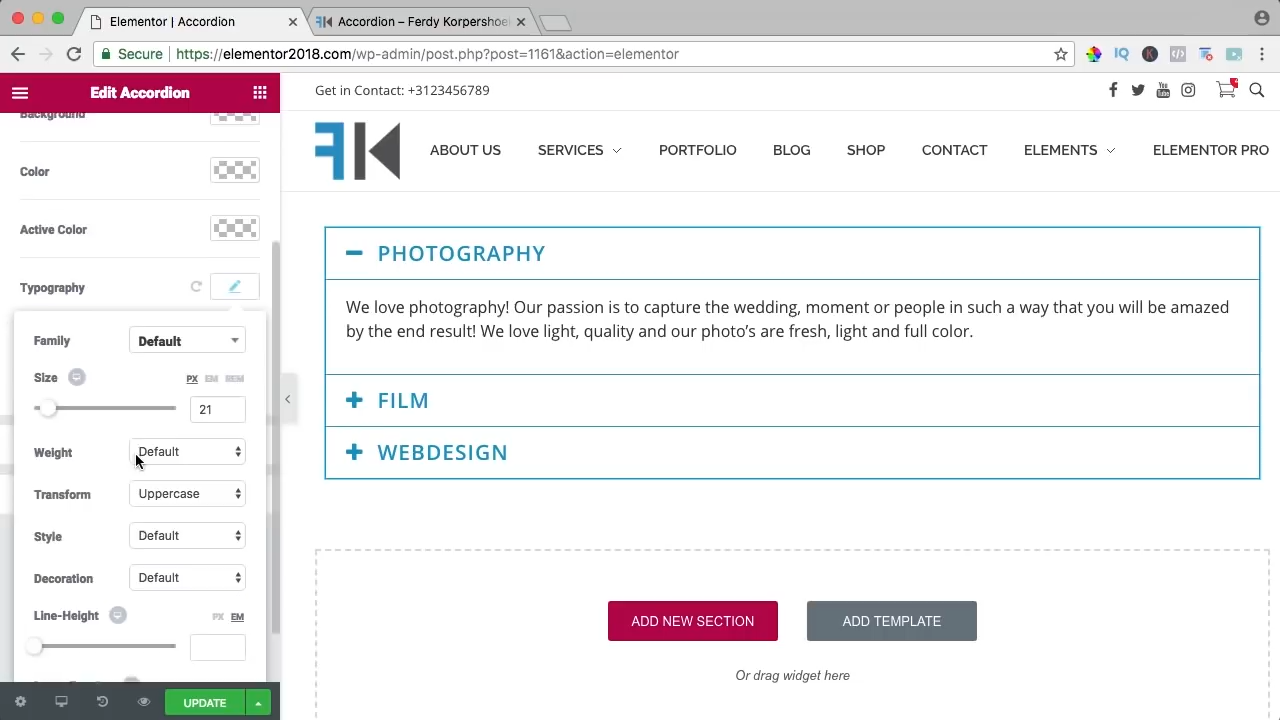 Elementor | Accordion
Accordion – Ferdy Korpershoek
Secure
https://elementor2018.com/wp-admin/post.php?post=1161&action=elementor
Edit Accordion
Get in Contact: +3123456789
FK
ABOUT US
SERVICES
PORTFOLIO
BLOG
SHOP
CONTACT
ELEMENTS
ELEMENTOR PRO
Background
Color
Active Color
Typography
Family
Default
Size
PX EM REM
21
Weight
Default
Transform
Uppercase
Style
Default
Decoration
Default
Line-Height
PX EM
UPDATE
PHOTOGRAPHY
We love photography! Our passion is to capture the wedding, moment or people in such a way that you will be amazed
by the end result! We love light, quality and our photo’s are fresh, light and full color.
FILM
WEBDESIGN
ADD NEW SECTION
ADD TEMPLATE
Or drag widget here